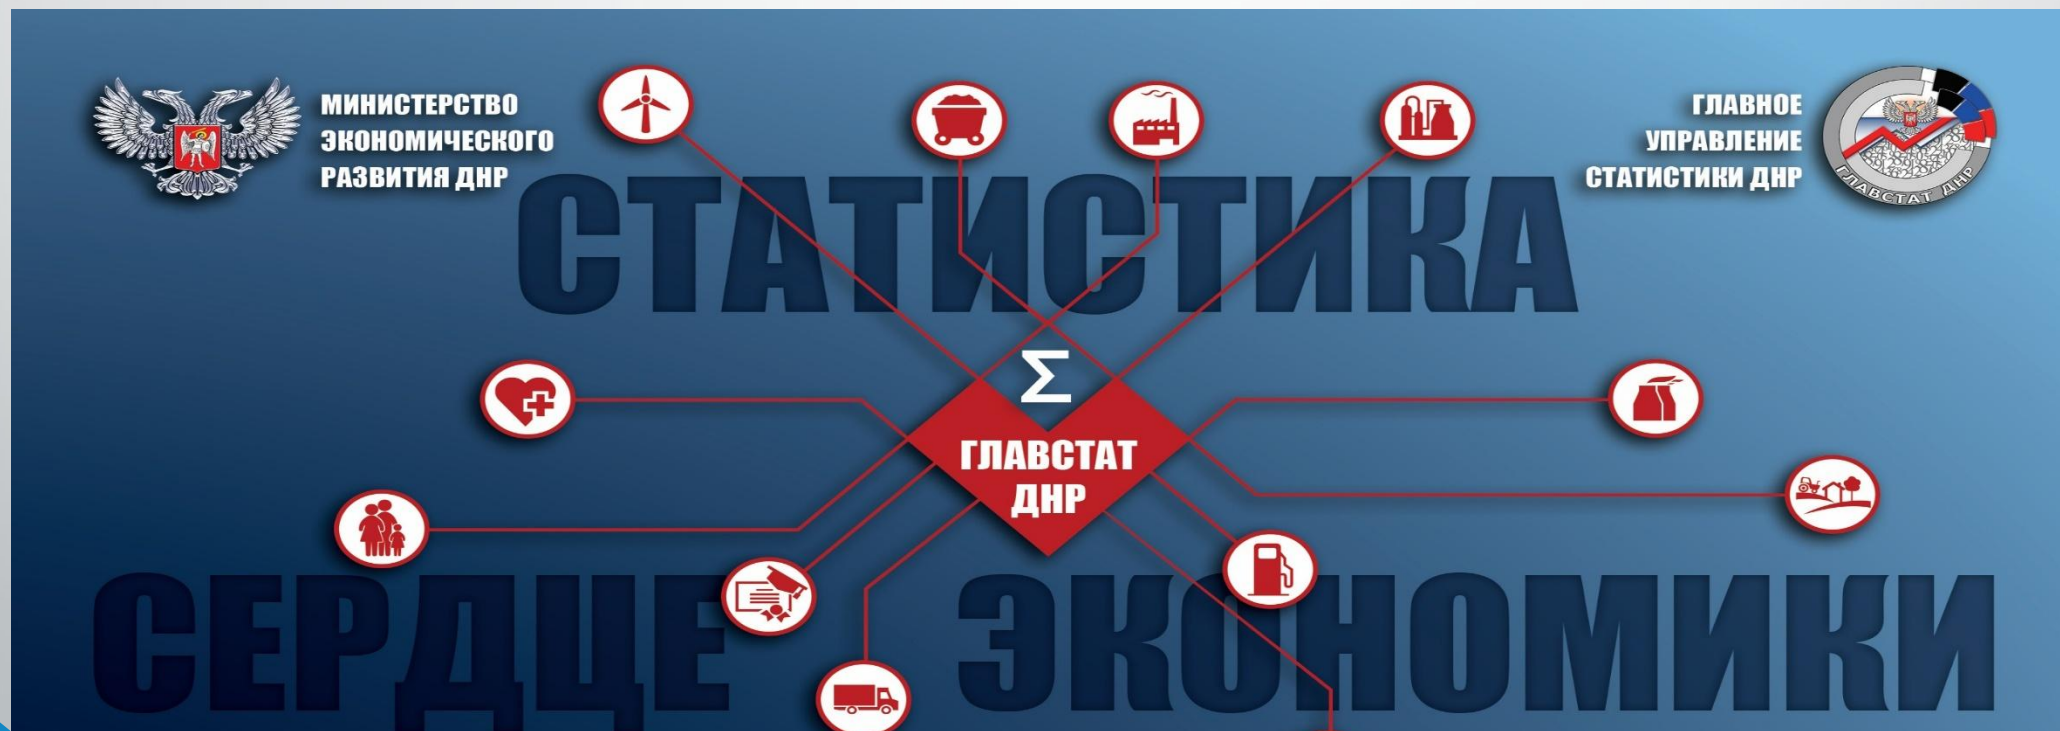 МИНИСТЕРСТВО
ЭКОНОМИЧЕСКОГО
РАЗВИТИЯ ДНР
ГЛАВНОЕ
УПРАВЛЕНИЕ
СТАТИСТИКИ ДНР
ГЛАВСТАТ ДНР
СТАТИСТИКА
Σ
ГЛАВСТАТ
ДНР
СЕРДЦЕ ЭКОНОМИКИ